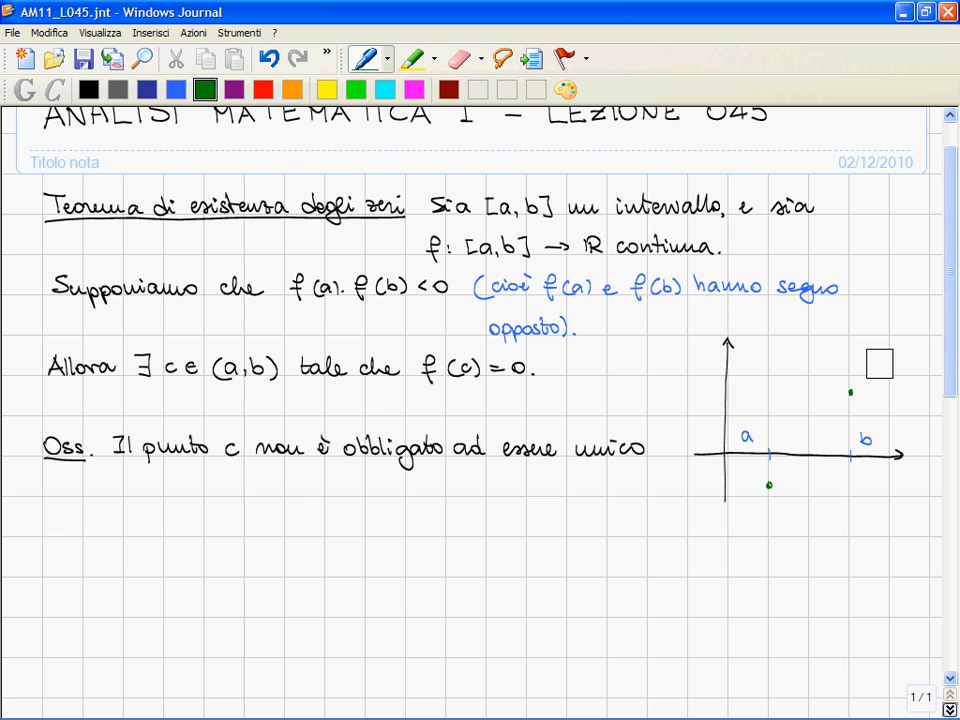 AM11_L045.jnt - Windows Journal
File Modifica Visualizza Inserisci Azioni Strumenti ?
»
G C
ANALISI MATEMATICA 1 - LEZIONE 045
Titolo nota 02/12/2010
Teorema di esistenza degli zeri Sia [a,b] un intervallo, e sia
f: [a,b] → ℝ continua.
Supponiamo che f(a). f(b) < 0 (cioè f(a) e f(b) hanno segno
opposto).
Allora ∃ c ∈ (a,b) tale che f(c) = 0.
Oss. Il punto c non è obbligato ad essere unico
a b
1 / 1